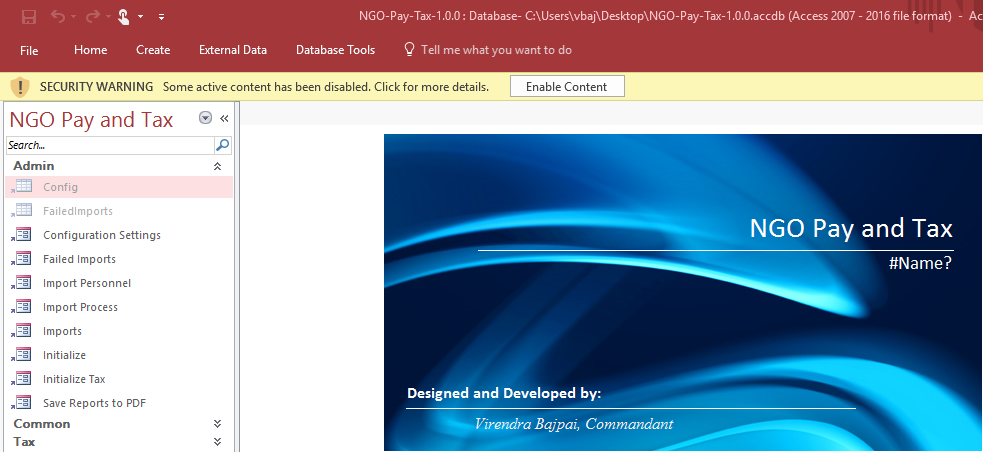 NGO-Pay-Tax-1.0.0 : Database- C:\Users\vbaj\Desktop\NGO-Pay-Tax-1.0.0.accdb (Access 2007 - 2016 file format) - Ac
File Home Create External Data Database Tools Tell me what you want to do
SECURITY WARNING Some active content has been disabled. Click for more details. Enable Content
NGO Pay and Tax
Search...
Admin
Config
FailedImports
Configuration Settings
Failed Imports
Import Personnel
Import Process
Imports
Initialize
Initialize Tax
Save Reports to PDF
Common
Tax
NGO Pay and Tax
#Name?
Designed and Developed by:
Virendra Bajpai, Commandant